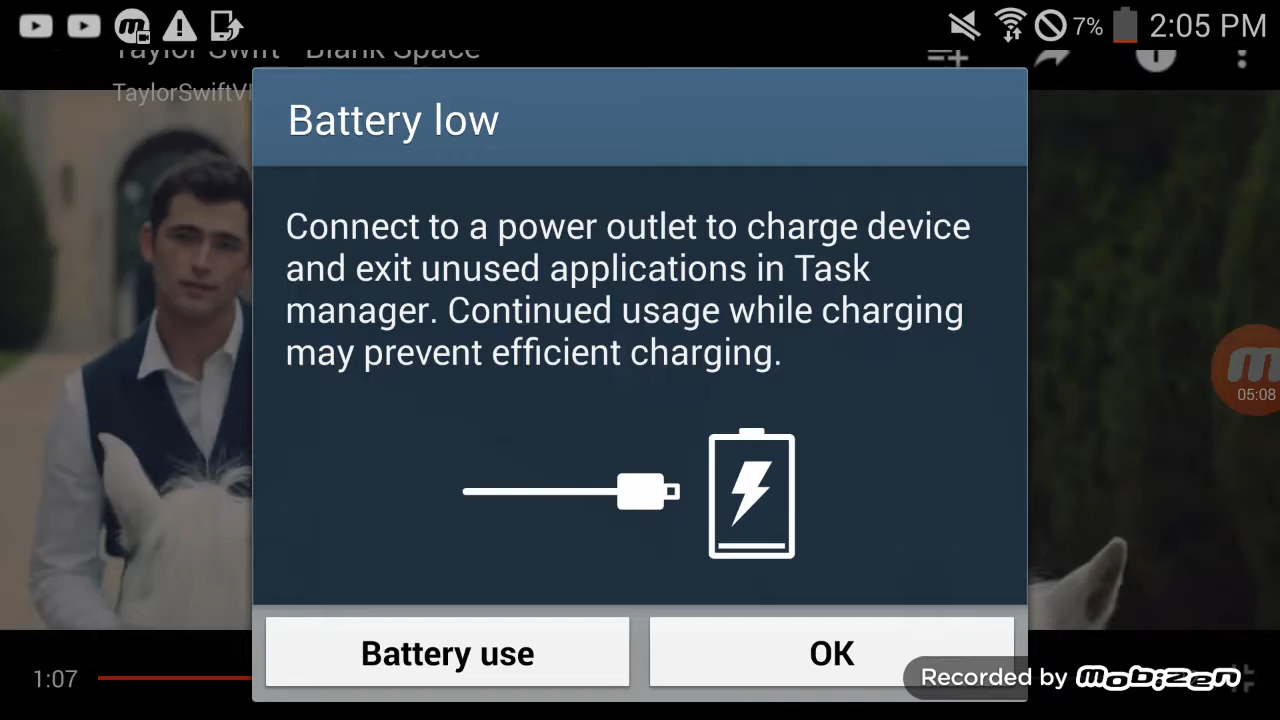 7% 2:05 PM
Taylor Swift - Blank Space
TaylorSwiftV
Battery low
Connect to a power outlet to charge device
and exit unused applications in Task
manager. Continued usage while charging
may prevent efficient charging.
05:08
Battery use
OK
1:07
Recorded by mobizen